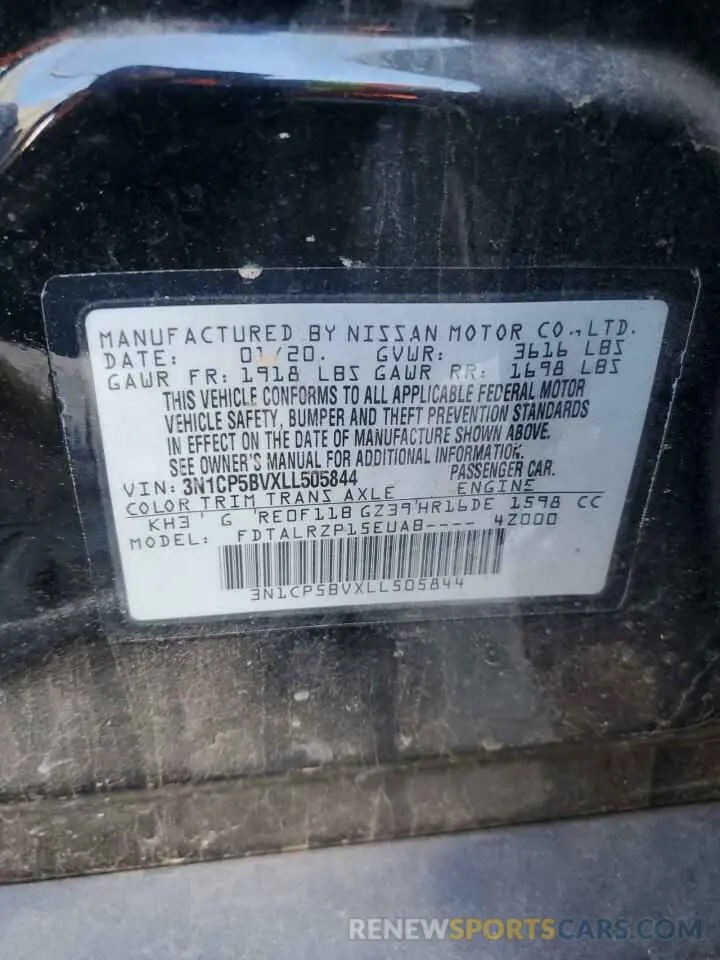 MANUFACTURED BY NISSAN MOTOR CO.,LTD.
DATE: 01/20. GVWR: 3616 LBS
GAWR FR: 1918 LBS GAWR RR: 1698 LBS
THIS VEHICLE CONFORMS TO ALL APPLICABLE FEDERAL MOTOR
VEHICLE SAFETY, BUMPER AND THEFT PREVENTION STANDARDS
IN EFFECT ON THE DATE OF MANUFACTURE SHOWN ABOVE.
SEE OWNER'S MANUAL FOR ADDITIONAL INFORMATION.
VIN: 3N1CP5BVXLL505844 PASSENGER CAR.
COLOR TRIM TRANS AXLE ENGINE
KH3 ' G 'RE0F11B GZ39'HR16DE 1598 CC
MODEL: FDTALRZP15EUAB---- 4Z000
3N1CP5BVXLL505844
RENEWSPORTSCARS.COM